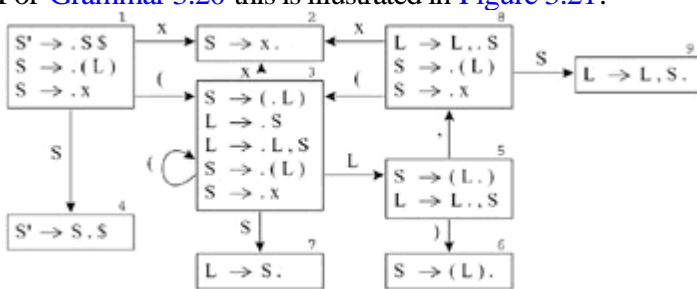 For Grammar 3.20 this is illustrated in Figure 3.21.
1
S' → .S$
S → .(L)
S → .x
x
(
S
2
S → x.
x
8
L → L,.S
S → .(L)
S → .x
x
(
S
9
L → L,S.
3
S → (.L)
L → .S
L → .L,S
S → .(L)
S → .x
(
L
S
,
5
S → (L.)
L → L.,S
)
4
S' → S.$
7
L → S.
6
S → (L).